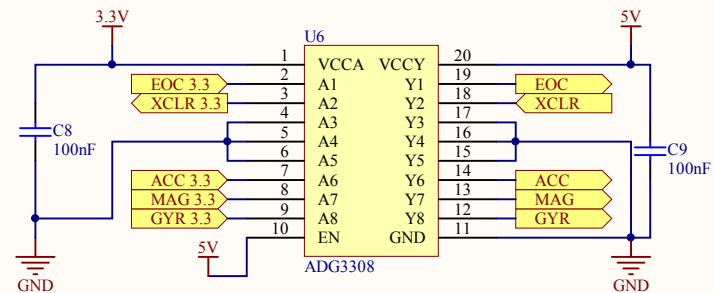 3.3V
5V
U6
1 VCCA VCCY 20
EOC 3.3 2 A1 Y1 19 EOC
XCLR 3.3 3 A2 Y2 18 XCLR
4 A3 Y3 17
C8 5 A4 Y4 16 C9
100nF 6 A5 Y5 15 100nF
ACC 3.3 7 A6 Y6 14 ACC
MAG 3.3 8 A7 Y7 13 MAG
GYR 3.3 9 A8 Y8 12 GYR
10 EN GND 11
5V
ADG3308
GND
GND